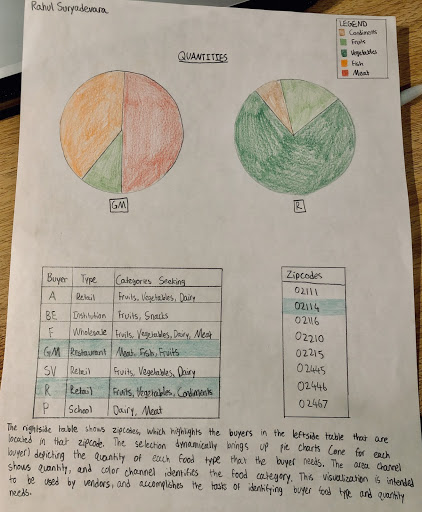 Rahul Suryadevara
LEGEND
Condiments
Fruits
Vegetables
Fish
Meat
QUANTITIES
GM
R
Buyer Type Categories Seeking
A Retail Fruits, Vegetables, Dairy
BE Institution Fruits, Snacks
F Wholesale Fruits, Vegetables, Dairy, Meat
GM Restaurant Meat, Fish, Fruits
SV Retail Fruits, Vegetables, Dairy
R Retail Fruits, Vegetables, Condiments
P School Dairy, Meat
Zipcodes
02111
02114
02116
02210
02215
02445
02446
02467
The rightside table shows zipcodes, which highlights the buyers in the leftside table that are
located in that zipcode. The selection dynamically brings up pie charts (one for each
buyer) depicting the quantity of each food type that the buyer needs. The area channel
shows quantity, and color channel identifies the food category. This visualization is intended
to be used by vendors, and accomplishes the tasks of identifying buyer food type and quantity
needs.